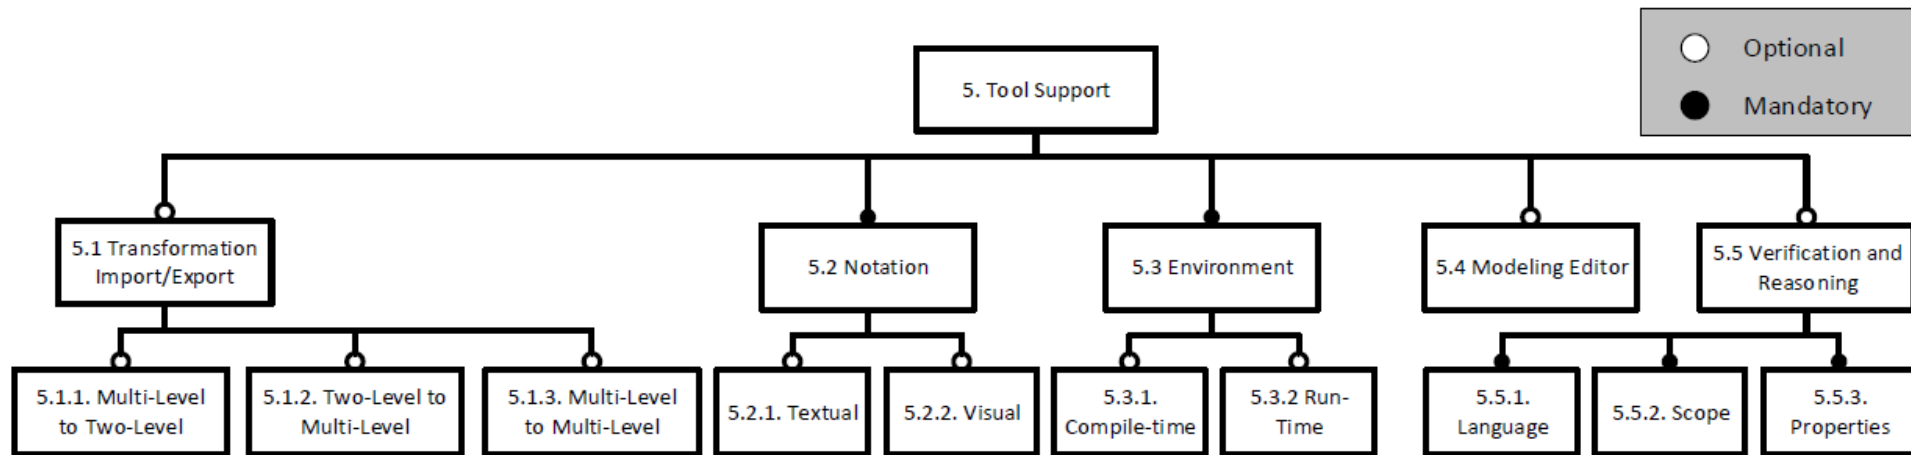 Optional
Mandatory
5. Tool Support
5.1 Transformation
Import/Export
5.2 Notation
5.3 Environment
5.4 Modeling Editor
5.5 Verification and
Reasoning
5.1.1. Multi-Level
to Two-Level
5.1.2. Two-Level to
Multi-Level
5.1.3. Multi-Level
to Multi-Level
5.2.1. Textual
5.2.2. Visual
5.3.1.
Compile-time
5.3.2 Run-
Time
5.5.1.
Language
5.5.2. Scope
5.5.3.
Properties